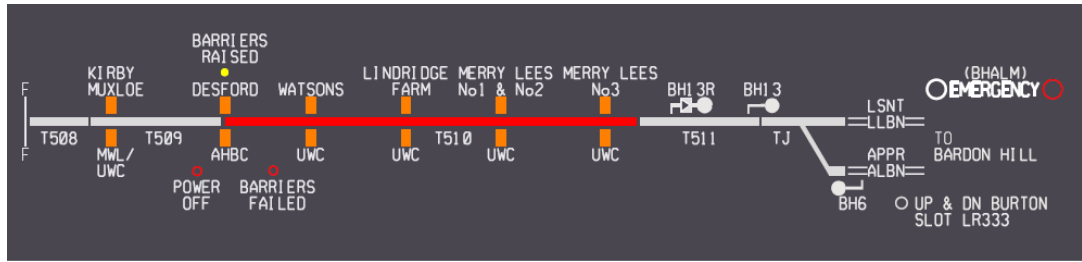 BARRIERS
RAISED
(BHALM)
EMERGENCY
KIRBY
MUXLOE
DESFORD
WATSONS
LINDRIDGE
FARM
MERRY LEES
No1 & No2
MERRY LEES
No3
BH13R
BH13
F
F
T508
T509
T510
T511
TJ
LSNT
LLBN
APPR
ALBN
TO
BARDON HILL
MWL/
UWC
AHBC
UWC
UWC
UWC
UWC
POWER
OFF
BARRIERS
FAILED
BH6
UP & DN BURTON
SLOT LR333